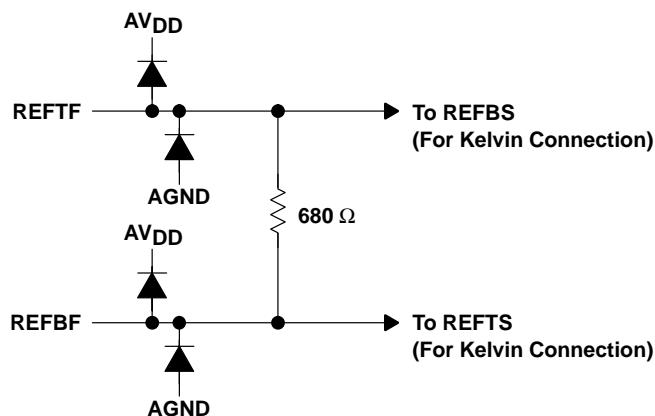 AVDD
REFTF
To REFBS
(For Kelvin Connection)
AGND
680 Ω
AVDD
REFBF
To REFTS
(For Kelvin Connection)
AGND